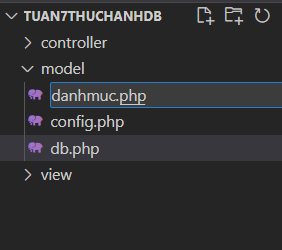 TUAN7THUCHANHDB
controller
model
danhmuc.php
config.php
db.php
view